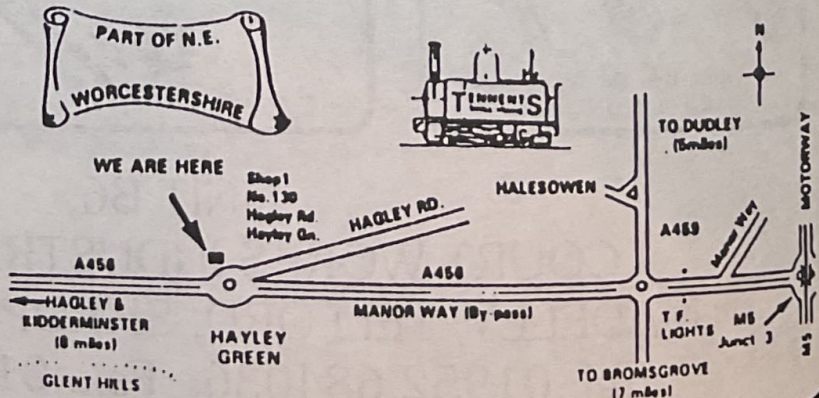 PART OF N.E.
WORCESTERSHIRE
TENNENTS
N
WE ARE HERE
Shop 1
No. 130
Hagley Rd.
Hayley Gn.
HAGLEY RD.
HALESOWEN
TO DUDLEY
(5miles)
MOTORWAY
A459
Manor Way
A456
A456
HAGLEY &
KIDDERMINSTER
(8 miles)
MANOR WAY (By-pass)
HAYLEY
GREEN
T.F.
LIGHTS
M5
Junct 3
M5
CLENT HILLS
TO BROMSGROVE
(7 miles)